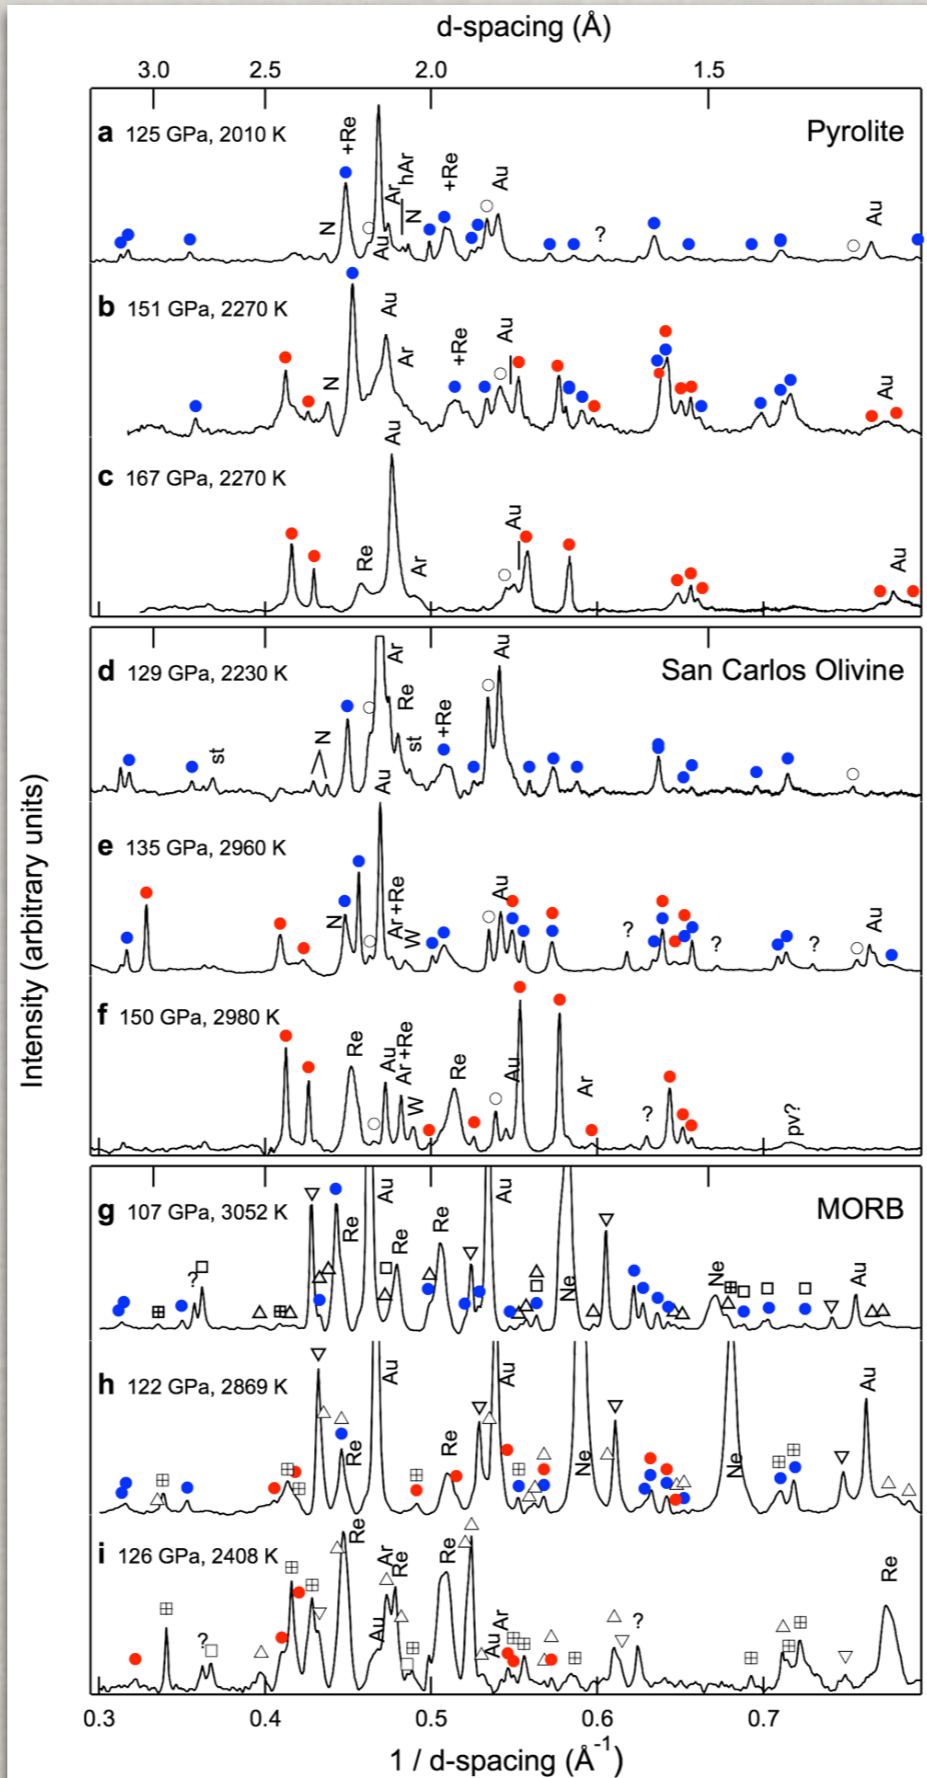 d-spacing (Å)
3.0 2.5 2.0 1.5
a 125 GPa, 2010 K
Pyrolite
N +Re Au Ar hAr N +Re Au ? Au
b 151 GPa, 2270 K
N Au Ar +Re Au Au
c 167 GPa, 2270 K
Re Au Ar Au Au
d 129 GPa, 2230 K
San Carlos Olivine
st N Ar Re st +Re Au
e 135 GPa, 2960 K
N Au Ar +Re W Au ? ? ? Au
f 150 GPa, 2980 K
Re Au Ar +Re W Re Au Ar ? pv?
g 107 GPa, 3052 K
MORB
? Re Au Re Re Au Ne Ne Au
h 122 GPa, 2869 K
Re Au Re Au Ne Ne Au
i 126 GPa, 2408 K
? Re Au Ar Re Re Au Ar ? Re
Intensity (arbitrary units)
0.3 0.4 0.5 0.6 0.7
1 / d-spacing (Å-1)